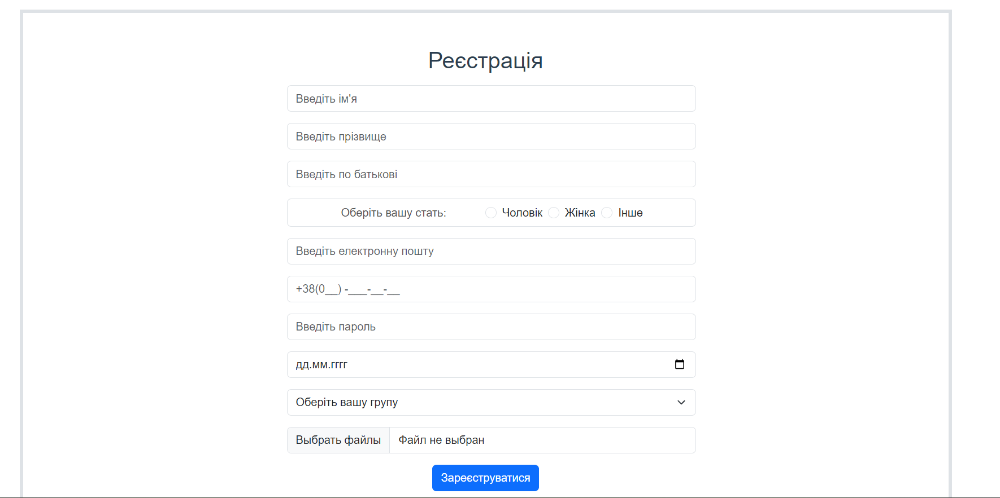 Реєстрація
Введіть ім'я
Введіть прізвище
Введіть по батькові
Оберіть вашу стать: Чоловік Жінка Інше
Введіть електронну пошту
+38(0__) -___-__-__
Введіть пароль
дд.мм.гггг
Оберіть вашу групу
Выбрать файлы Файл не выбран
Зареєструватися